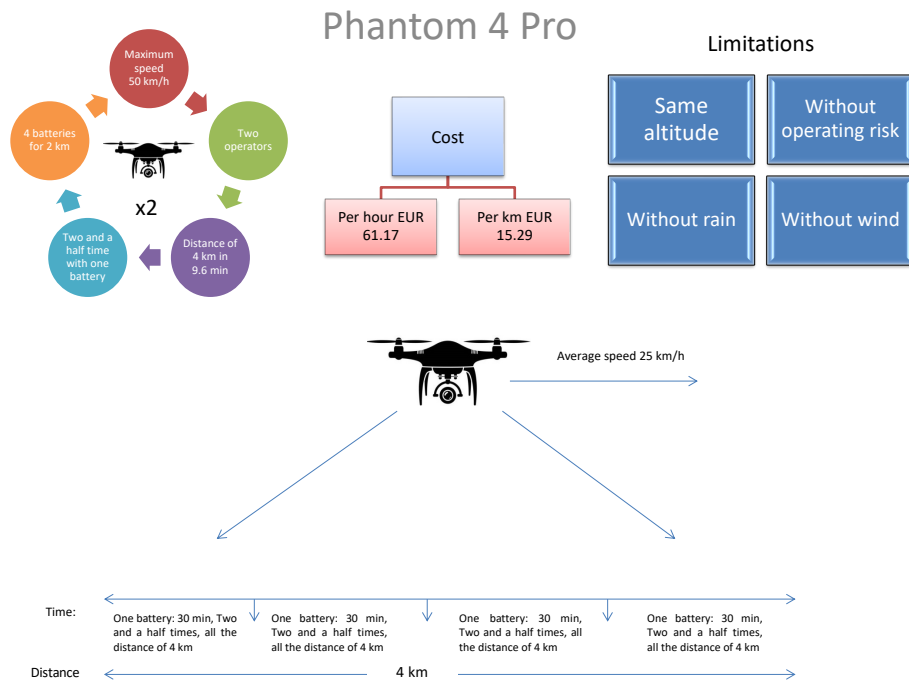 Phantom 4 Pro
Maximum
speed
50 km/h
Two
operators
Distance of
4 km in
9.6 min
Two and a
half time
with one
battery
4 batteries
for 2 km
x2
Cost
Per hour EUR
61.17
Per km EUR
15.29
Limitations
Same
altitude
Without
operating risk
Without rain
Without wind
Average speed 25 km/h
Time:
One battery: 30 min, Two
and a half times, all the
distance of 4 km
One battery: 30 min,
Two and a half times,
all the distance of 4 km
One battery: 30 min,
Two and a half times, all
the distance of 4 km
One battery: 30 min,
Two and a half times,
all the distance of 4 km
Distance
4 km